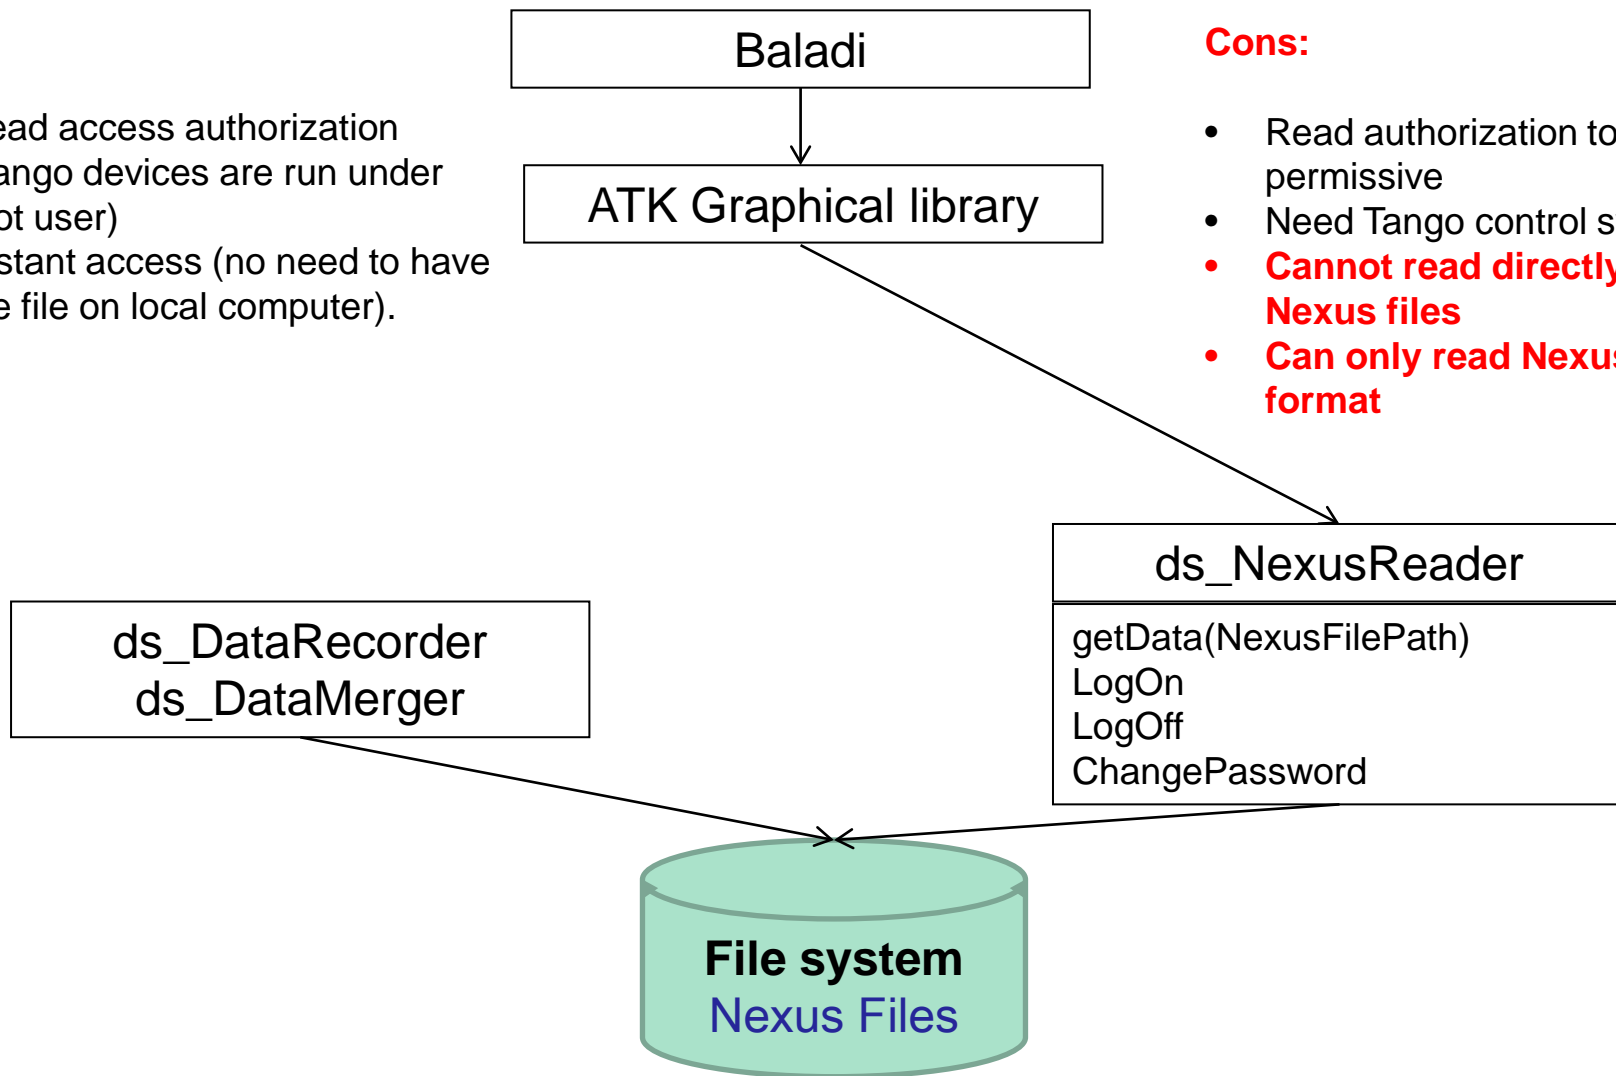 Baladi
ATK Graphical library
ead access authorization
ango devices are run under
ot user)
stant access (no need to have
e file on local computer).
Cons:
• Read authorization to
permissive
• Need Tango control s
• Cannot read directly
Nexus files
• Can only read Nexus
format
ds_NexusReader
getData(NexusFilePath)
LogOn
LogOff
ChangePassword
ds_DataRecorder
ds_DataMerger
File system
Nexus Files